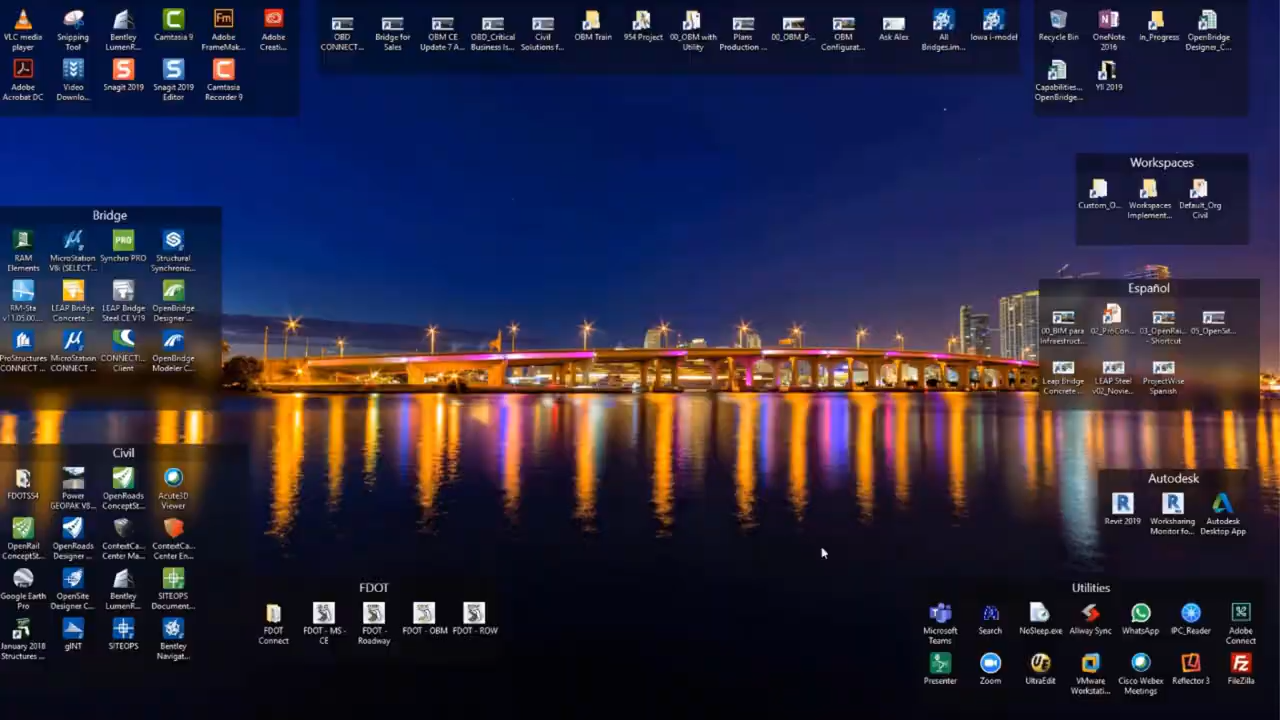 VLC media
player
Snipping
Tool
Bentley
LumenR...
Camtasia 9
Adobe
FrameMak...
Adobe
Creati...
Adobe
Acrobat DC
Video
Downlo...
Snagit 2019
Snagit 2019
Editor
Camtasia
Recorder 9
OBD
CONNECT...
Bridge for
Sales
OBM CE
Update 7 A...
OBD_Critical
Business Is...
Civil
Solutions f...
OBM Train
954 Project
00_OBM with
Utility
Plans
Production ...
00_OBM_P...
OBM
Configurat...
Ask Alex
All
Bridges.im...
Iowa i-model
Recycle Bin
OneNote
2016
In_Progress
OpenBridge
Designer_C...
Capabilities...
OpenBridge...
YII 2019
Workspaces
Custom_O...
Workspaces
Implement...
Default_Org
Civil
Bridge
RAM
Elements
MicroStation
V8i (SELECT...
PRO
Synchro PRO
Structural
Synchroniz...
RM-Sta
v11.05.00...
LEAP Bridge
Concrete ...
LEAP Bridge
Steel CE V19
OpenBridge
Designer ...
ProStructures
CONNECT ...
MicroStation
CONNECT ...
CONNECTI...
Client
OpenBridge
Modeler C...
Español
00_BIM para
Infraestruct...
02_ProCon...
03_OpenRai...
- Shortcut
05_OpenSit...
Leap Bridge
Concrete ...
LEAP Steel
v02_Novie...
ProjectWise
Spanish
Civil
FDOTSS4
Power
GEOPAK V8...
OpenRoads
ConceptSt...
Acute3D
Viewer
OpenRail
ConceptSt...
OpenRoads
Designer ...
ContextCa...
Center Ma...
ContextCa...
Center En...
Google Earth
Pro
OpenSite
Designer C...
Bentley
LumenR...
SITEOPS
Document...
January 2018
Structures ...
gINT
SITEOPS
Bentley
Navigat...
Autodesk
Revit 2019
Worksharing
Monitor fo...
Autodesk
Desktop App
FDOT
FDOT
Connect
FDOT - MS -
CE
FDOT -
Roadway
FDOT - OBM
FDOT - ROW
Utilities
Microsoft
Teams
Search
NoSleep.exe
Allway Sync
WhatsApp
IPC_Reader
Adobe
Connect
Presenter
Zoom
UltraEdit
VMware
Workstati...
Cisco Webex
Meetings
Reflector 3
FileZilla